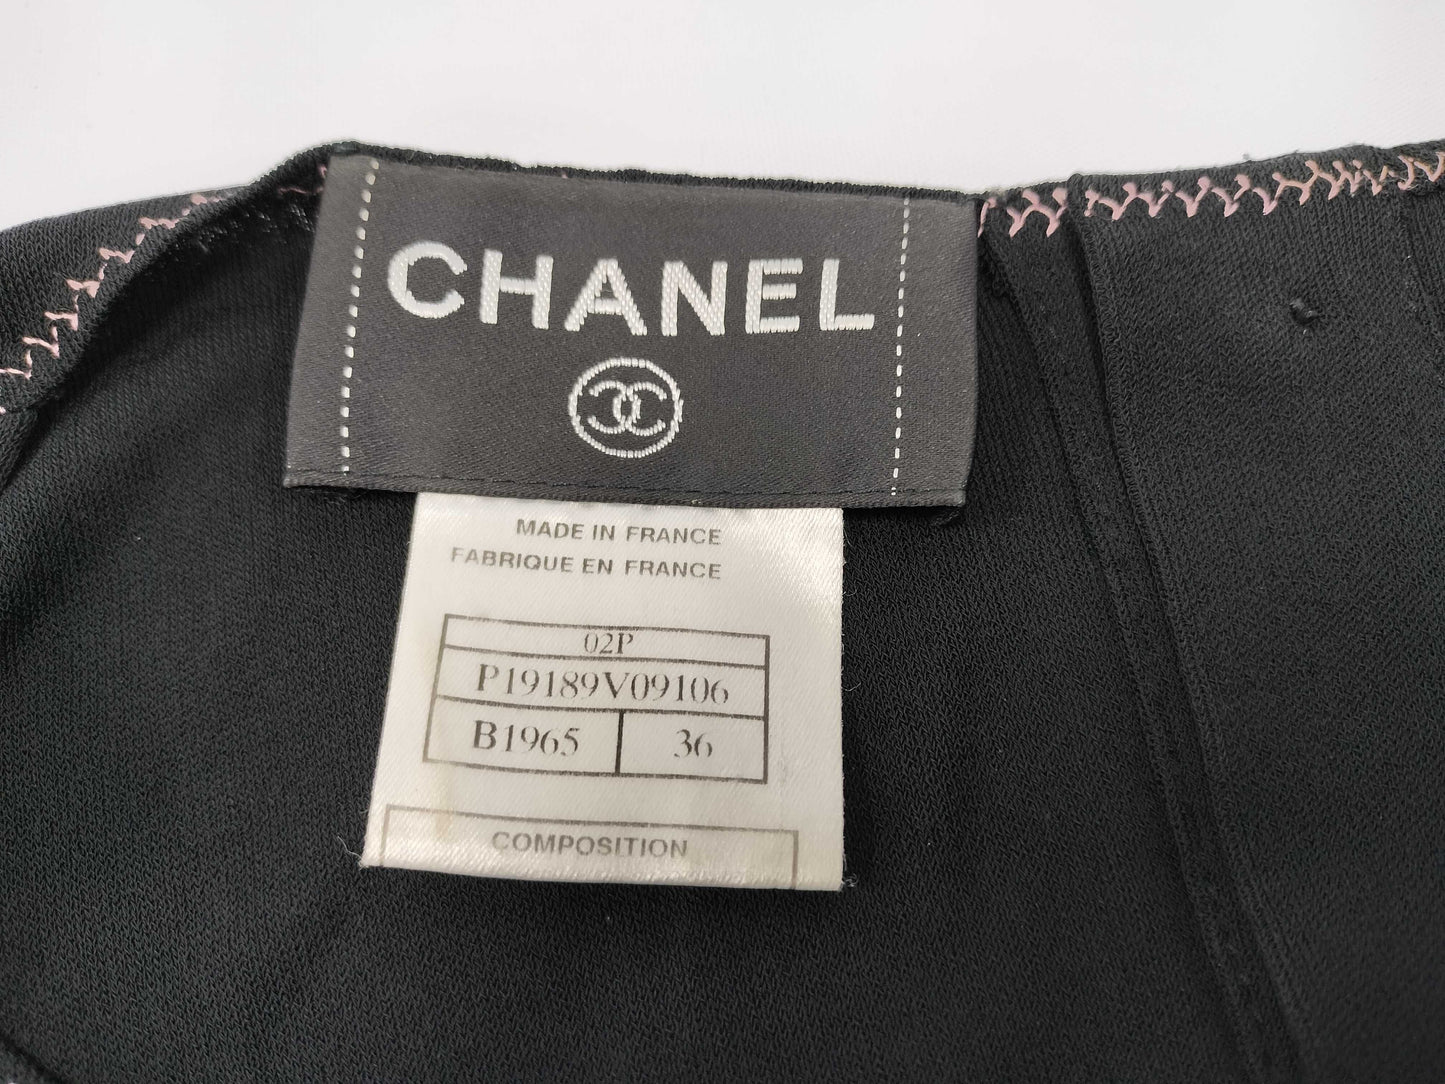 CHANEL
MADE IN FRANCE
FABRIQUE EN FRANCE
02P
P19189V09106
B1965 36
COMPOSITION